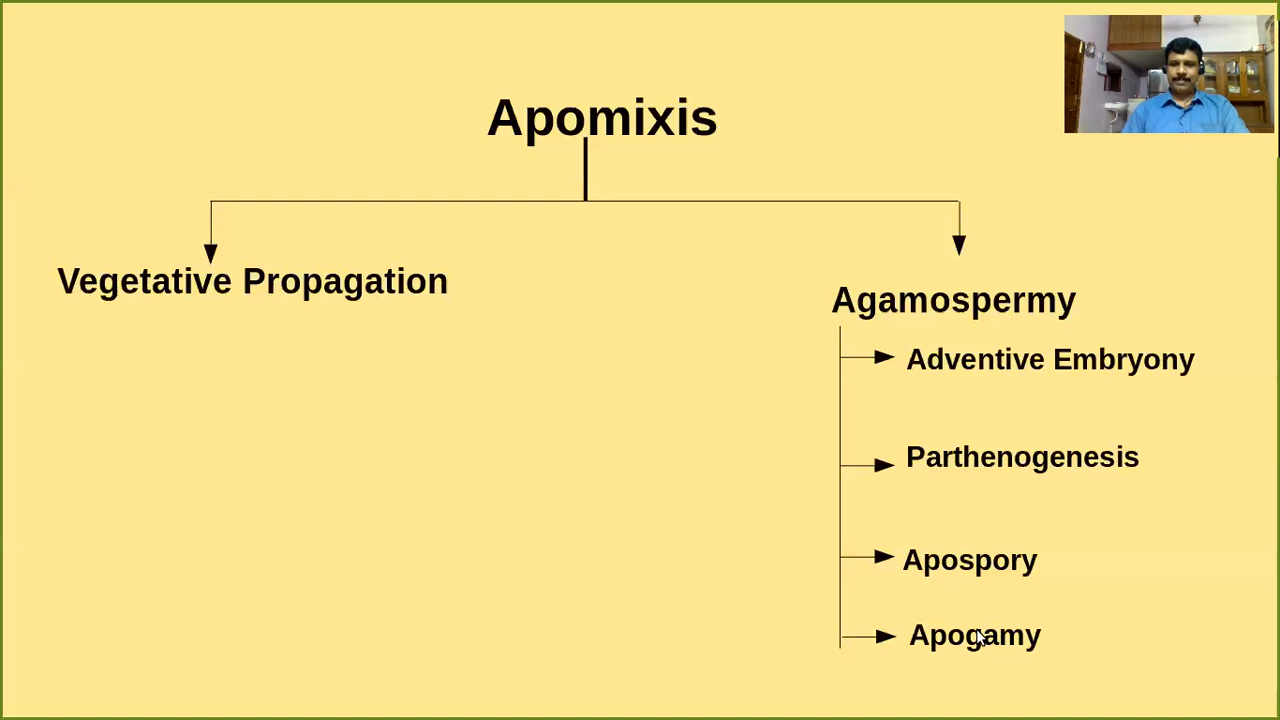 Apomixis
Vegetative Propagation
Agamospermy
Adventive Embryony
Parthenogenesis
Apospory
Apogamy